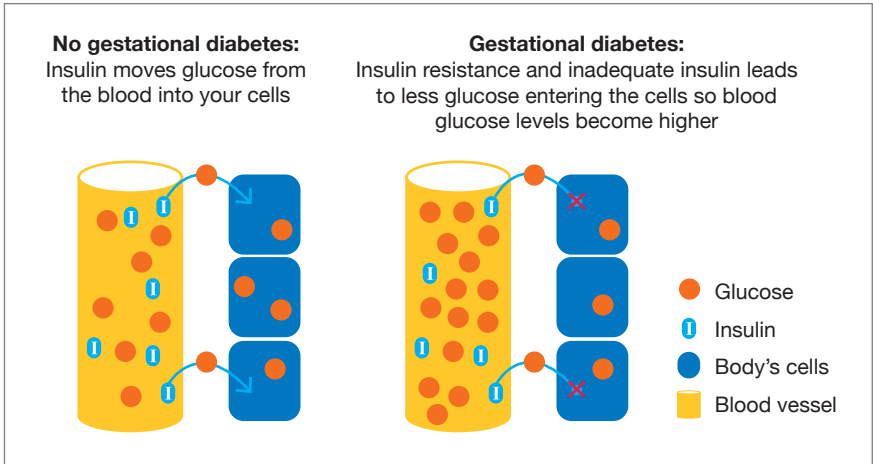 No gestational diabetes:
Insulin moves glucose from
the blood into your cells
Gestational diabetes:
Insulin resistance and inadequate insulin leads
to less glucose entering the cells so blood
glucose levels become higher
I
I
I
I
I
I
I
I
I
I
I
Glucose
I
Insulin
Body's cells
Blood vessel